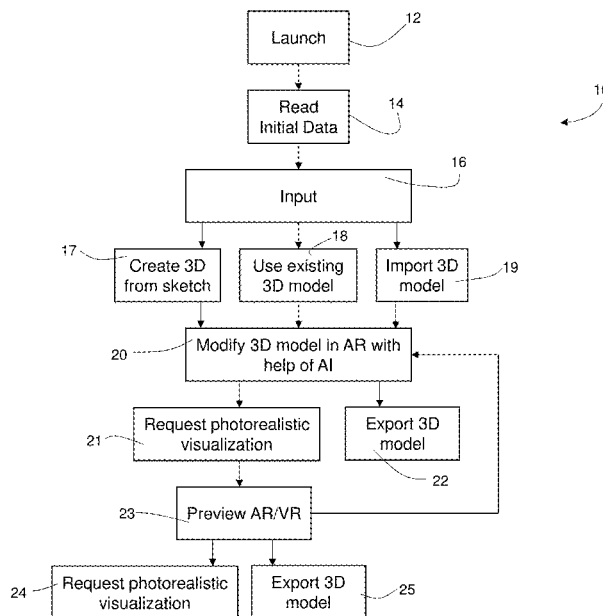 Launch
12
Read
Initial Data
14
Input
16
17
Create 3D
from sketch
18
Use existing
3D model
Import 3D
model
19
20
Modify 3D model in AR with
help of AI
Request photorealistic
visualization
21
Export 3D
model
22
Preview AR/VR
23
Request photorealistic
visualization
24
Export 3D
model
25